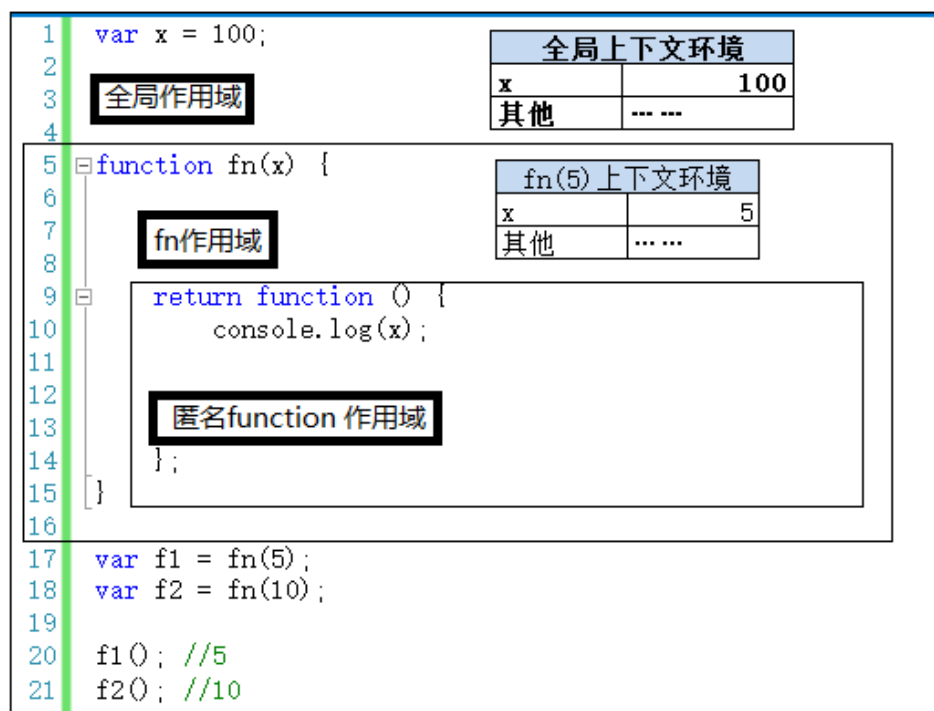 1 var x = 100;
全局上下文环境
2
x 100
3 全局作用域
其他 … …
4
5 function fn(x) {
fn(5)上下文环境
6
x 5
7 fn作用域
其他 … …
8
9 return function () {
10 console.log(x);
11
12
13 匿名function 作用域
14 };
15 }
16
17 var f1 = fn(5);
18 var f2 = fn(10);
19
20 f1(); //5
21 f2(); //10